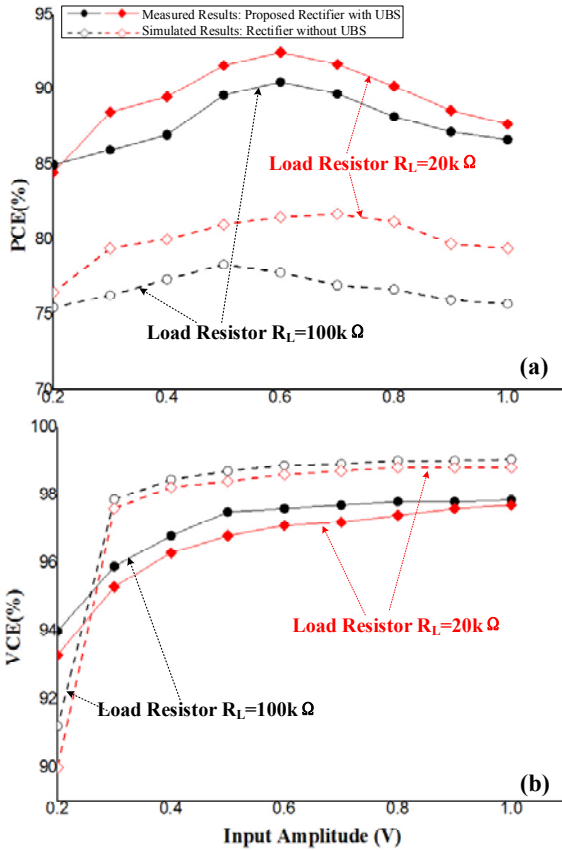 Measured Results: Proposed Rectifier with UBS
Simulated Results: Rectifier without UBS
95
90
85
80
75
70
PCE(%)
Load Resistor RL=20kΩ
Load Resistor RL=100kΩ
(a)
0.2 0.4 0.6 0.8 1.0
100
98
96
94
92
90
VCE(%)
Load Resistor RL=20kΩ
Load Resistor RL=100kΩ
(b)
0.2 0.4 0.6 0.8 1.0
Input Amplitude (V)